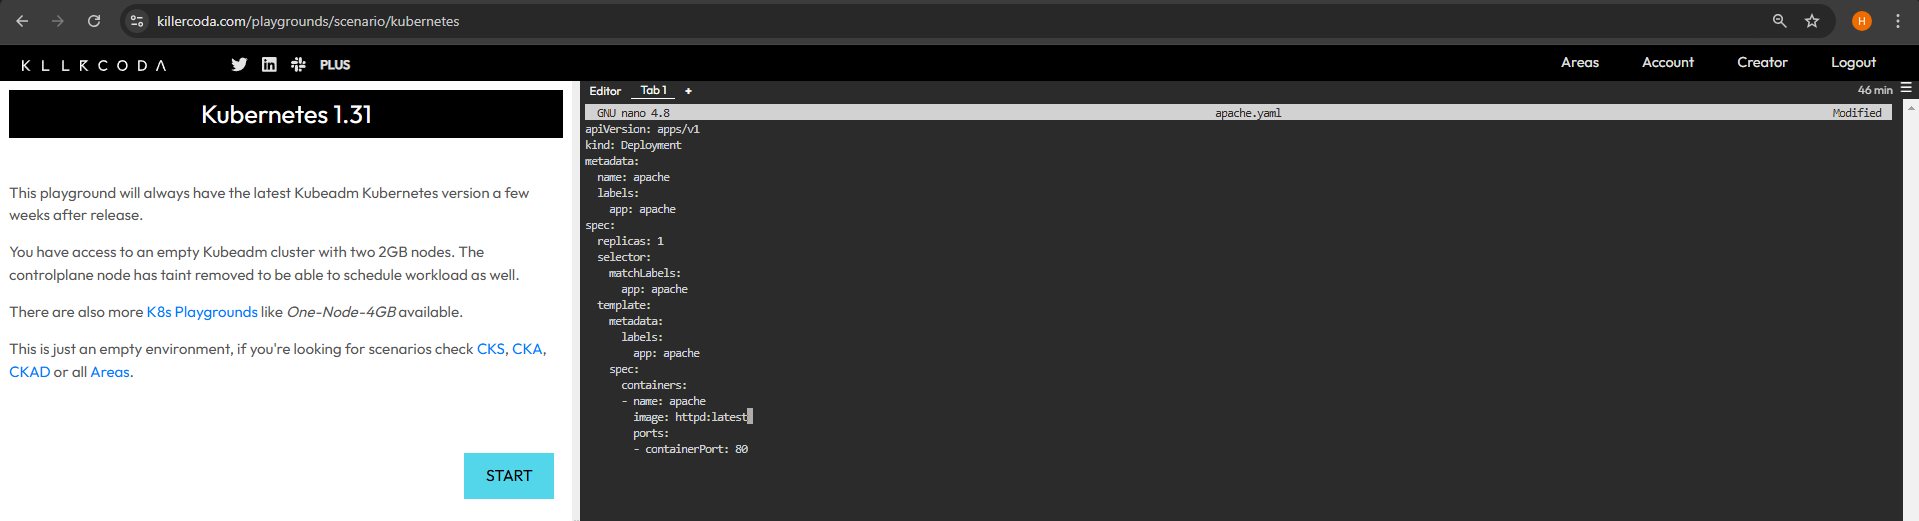 killercoda.com/playgrounds/scenario/kubernetes
H
KLLRCODA
PLUS
Areas
Account
Creator
Logout
Kubernetes 1.31
This playground will always have the latest Kubeadm Kubernetes version a few
weeks after release.
You have access to an empty Kubeadm cluster with two 2GB nodes. The
controlplane node has taint removed to be able to schedule workload as well.
There are also more K8s Playgrounds like One-Node-4GB available.
This is just an empty environment, if you're looking for scenarios check CKS, CKA,
CKAD or all Areas.
START
Editor
Tab 1
+
46 min
GNU nano 4.8
apache.yaml
Modified
apiVersion: apps/v1
kind: Deployment
metadata:
  name: apache
  labels:
    app: apache
spec:
  replicas: 1
  selector:
    matchLabels:
      app: apache
  template:
    metadata:
      labels:
        app: apache
    spec:
      containers:
      - name: apache
        image: httpd:latest
        ports:
        - containerPort: 80